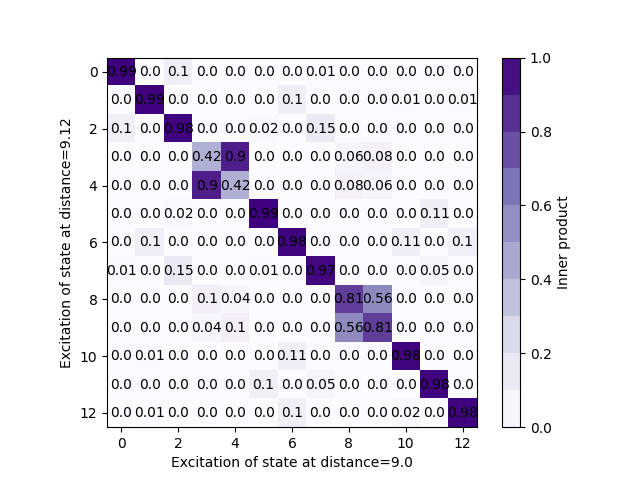 0 0.99 0.0 0.1 0.0 0.0 0.0 0.0 0.01 0.0 0.0 0.0 0.0 0.0
0.0 0.99 0.0 0.0 0.0 0.0 0.1 0.0 0.0 0.0 0.01 0.0 0.01
2 0.1 0.0 0.98 0.0 0.0 0.02 0.0 0.15 0.0 0.0 0.0 0.0 0.0
0.0 0.0 0.0 0.42 0.9 0.0 0.0 0.0 0.06 0.08 0.0 0.0 0.0
4 0.0 0.0 0.0 0.9 0.42 0.0 0.0 0.0 0.08 0.06 0.0 0.0 0.0
0.0 0.0 0.02 0.0 0.0 0.99 0.0 0.0 0.0 0.0 0.0 0.11 0.0
6 0.0 0.1 0.0 0.0 0.0 0.0 0.98 0.0 0.0 0.0 0.11 0.0 0.1
0.01 0.0 0.15 0.0 0.0 0.01 0.0 0.97 0.0 0.0 0.0 0.05 0.0
8 0.0 0.0 0.0 0.1 0.04 0.0 0.0 0.0 0.81 0.56 0.0 0.0 0.0
0.0 0.0 0.0 0.04 0.1 0.0 0.0 0.0 0.56 0.81 0.0 0.0 0.0
10 0.0 0.01 0.0 0.0 0.0 0.0 0.11 0.0 0.0 0.0 0.98 0.0 0.0
0.0 0.0 0.0 0.0 0.0 0.1 0.0 0.05 0.0 0.0 0.0 0.98 0.0
12 0.0 0.01 0.0 0.0 0.0 0.0 0.1 0.0 0.0 0.0 0.02 0.0 0.98
0 2 4 6 8 10 12
Excitation of state at distance=9.0
Excitation of state at distance=9.12
1.0
0.8
0.6
0.4
0.2
0.0
Inner product